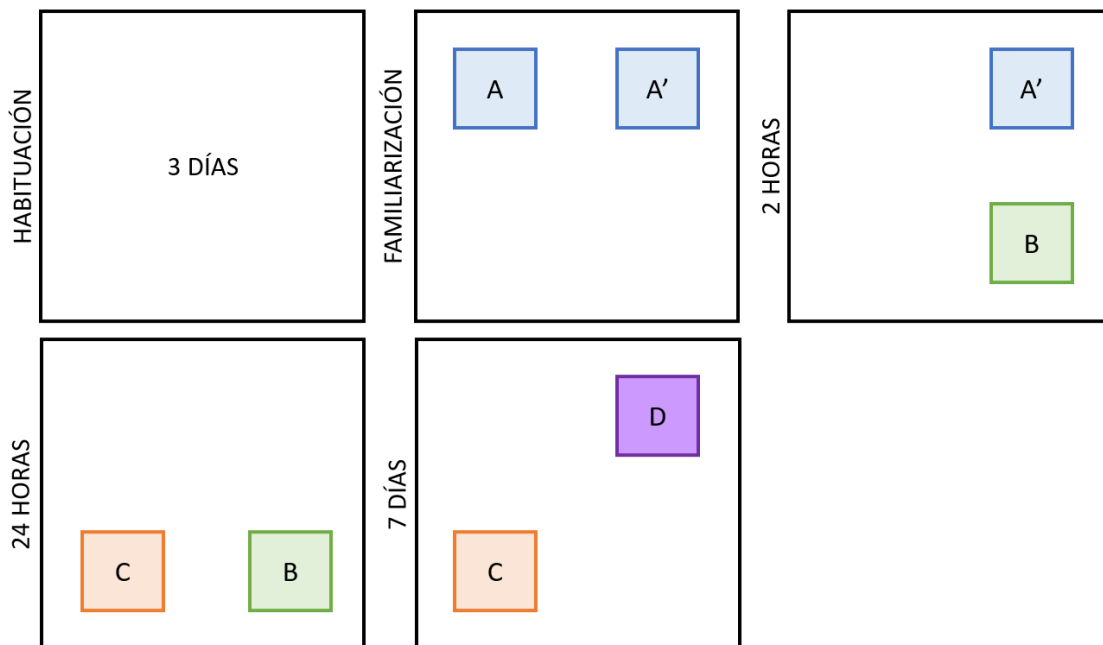 HABITUACIÓN
3 DÍAS
FAMILIARIZACIÓN
A
A’
2 HORAS
A’
B
24 HORAS
C
B
7 DÍAS
D
C